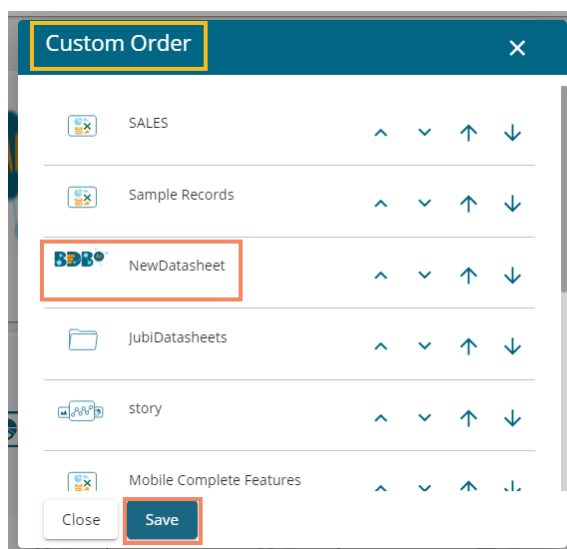 Custom Order
SALES
Sample Records
BDB
NewDatasheet
JubiDatasheets
story
Mobile Complete Features
Close
Save